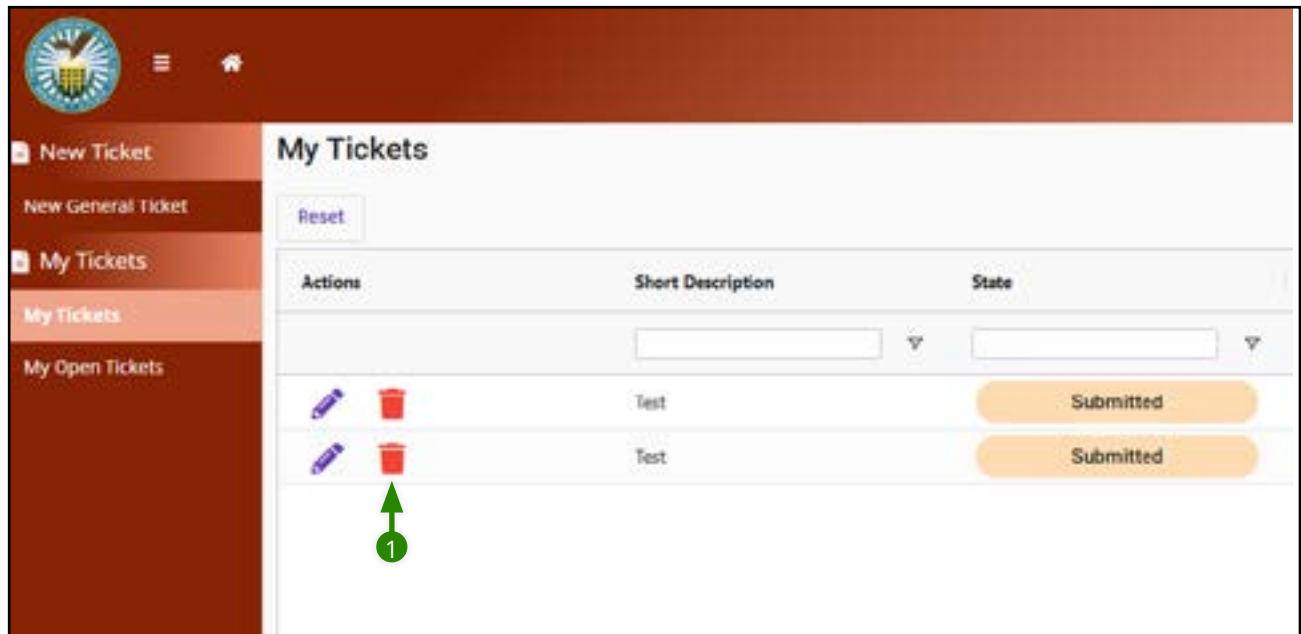 New Ticket
New General Ticket
My Tickets
My Tickets
My Open Tickets
My Tickets
Reset
Actions Short Description State
Test Submitted
Test Submitted
1